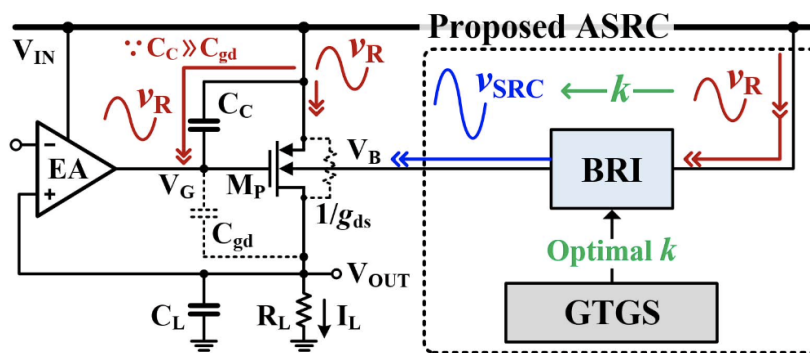 Proposed ASRC
V_IN
∵ C_C ≫ C_gd
v_R
v_R
v_SRC
k
v_R
C_C
EA
V_G
M_P
V_B
BRI
1/g_ds
C_gd
Optimal k
V_OUT
GTGS
C_L
R_L
I_L